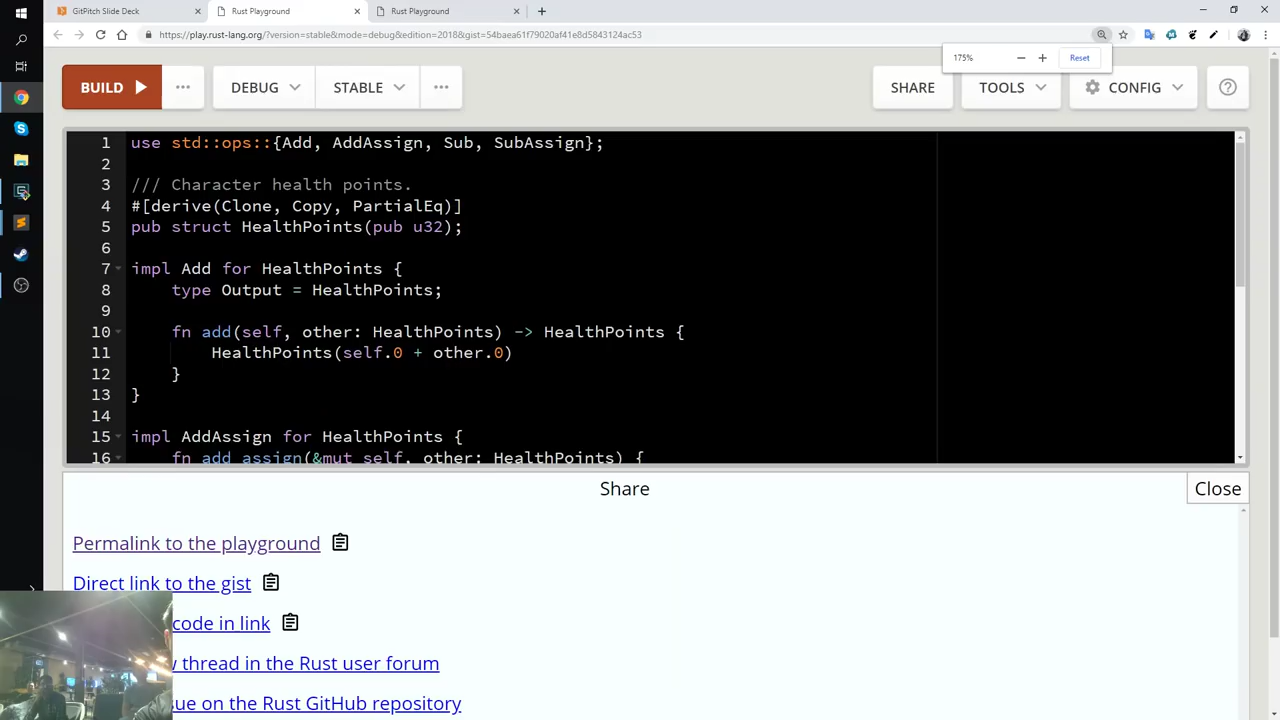 GitPitch Slide Deck
Rust Playground
Rust Playground
https://play.rust-lang.org/?version=stable&mode=debug&edition=2018&gist=54baea61f79020af41e8d5843124ac53
175%
Reset
BUILD
DEBUG
STABLE
SHARE
TOOLS
CONFIG
1 use std::ops::{Add, AddAssign, Sub, SubAssign};
2
3 /// Character health points.
4 #[derive(Clone, Copy, PartialEq)]
5 pub struct HealthPoints(pub u32);
6
7 impl Add for HealthPoints {
8 type Output = HealthPoints;
9
10 fn add(self, other: HealthPoints) -> HealthPoints {
11 HealthPoints(self.0 + other.0)
12 }
13 }
14
15 impl AddAssign for HealthPoints {
16 fn add_assign(&mut self, other: HealthPoints) {
Share
Close
Permalink to the playground
Direct link to the gist
code in link
thread in the Rust user forum
on the Rust GitHub repository